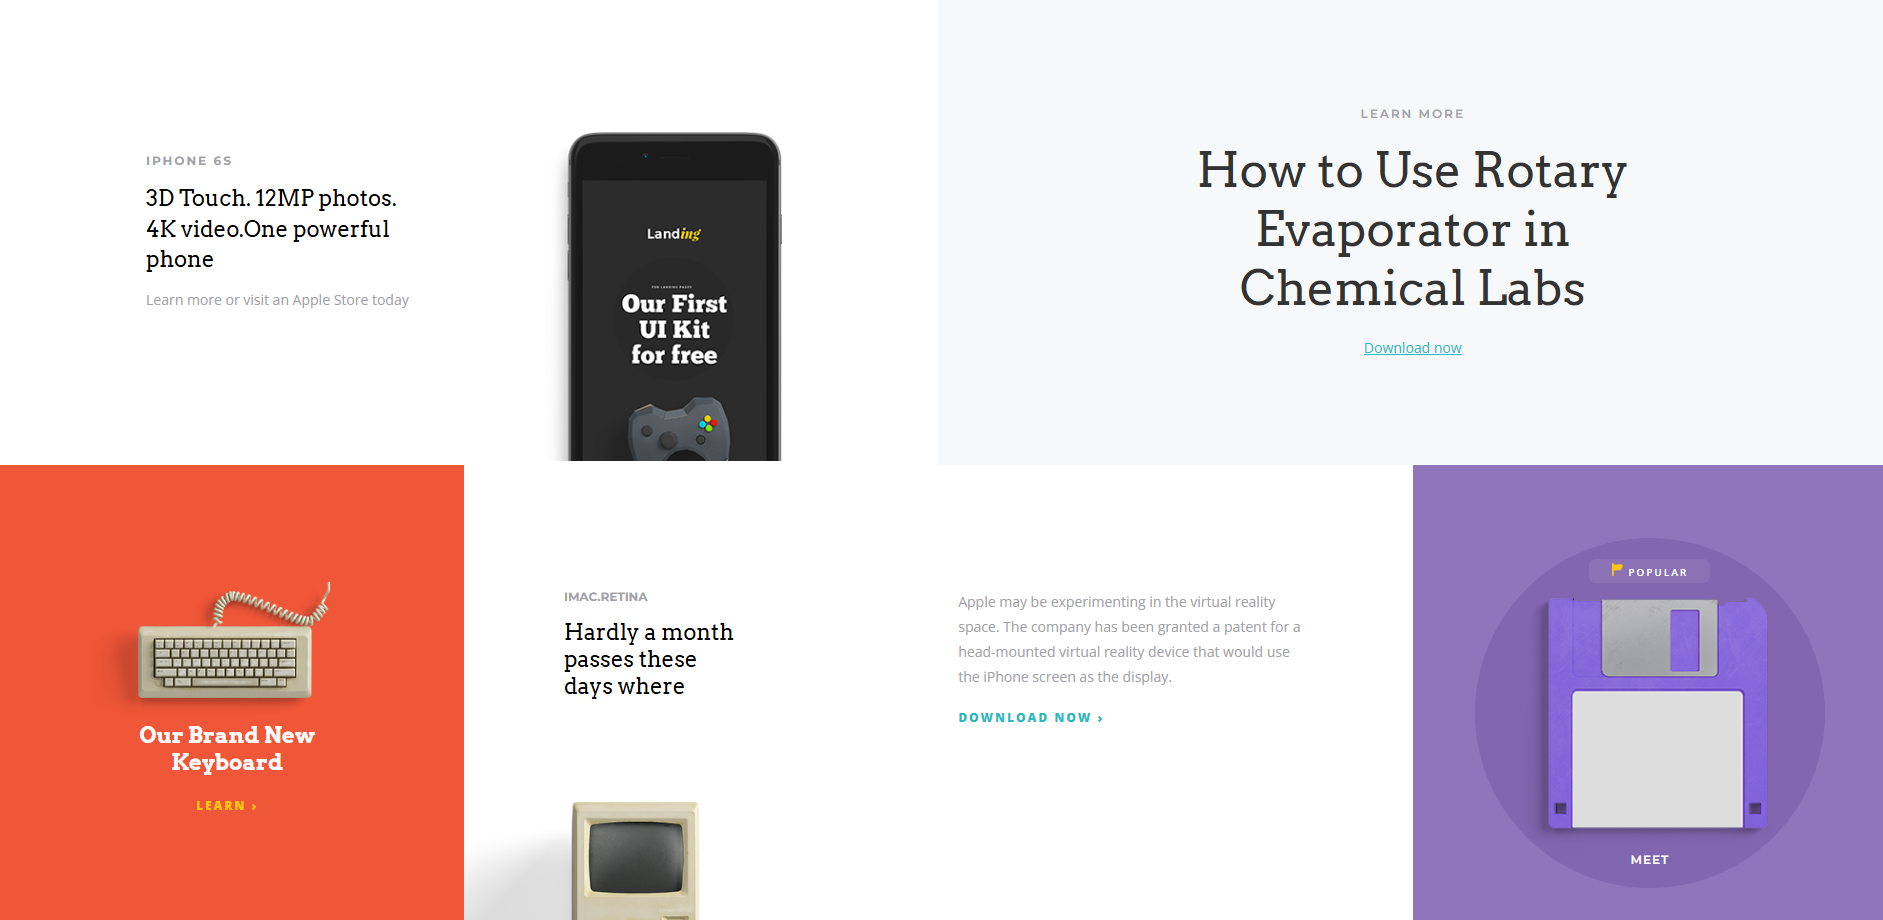 IPHONE 6S
3D Touch. 12MP photos.
4K video.One powerful
phone
Learn more or visit an Apple Store today
Landing
FOR LANDING PAGES
Our First
UI Kit
for free
LEARN MORE
How to Use Rotary
Evaporator in
Chemical Labs
Download now
Our Brand New
Keyboard
LEARN ›
IMAC.RETINA
Hardly a month
passes these
days where
Apple may be experimenting in the virtual reality
space. The company has been granted a patent for a
head-mounted virtual reality device that would use
the iPhone screen as the display.
DOWNLOAD NOW ›
POPULAR
MEET